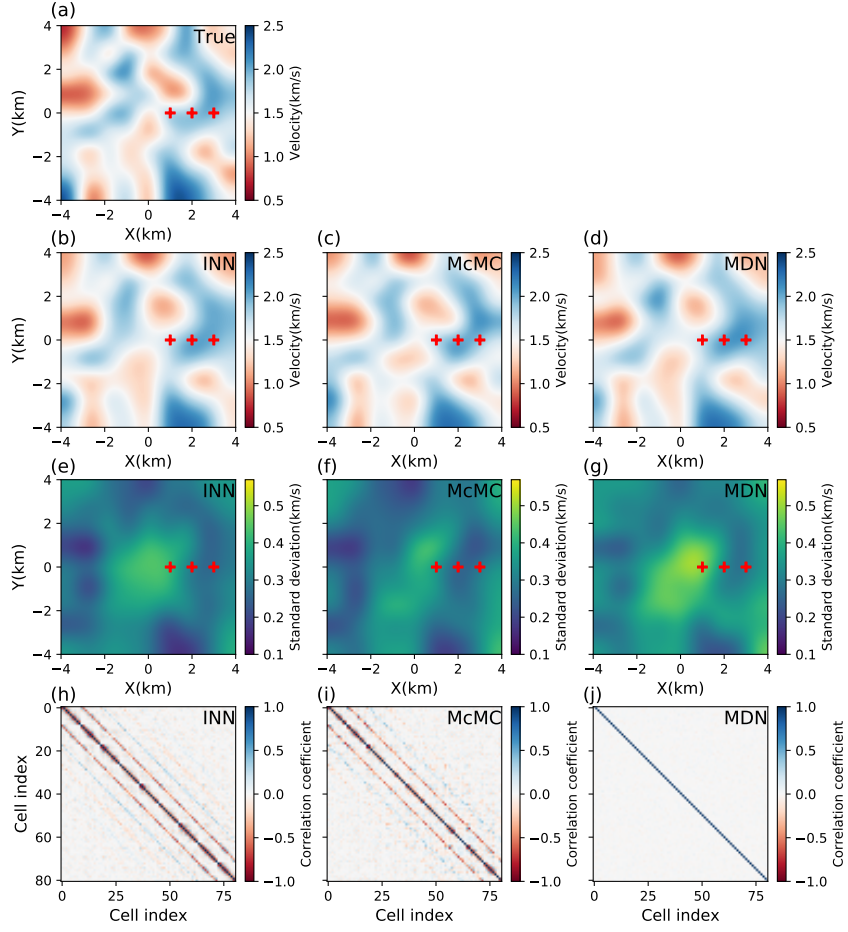 (a)
True
4
2
0
−2
−4
Y(km)
−4 −2 0 2 4
X(km)
2.5
2.0
1.5
1.0
0.5
Velocity(km/s)
(b)
INN
4
2
0
−2
−4
Y(km)
−4 −2 0 2 4
X(km)
2.5
2.0
1.5
1.0
0.5
Velocity(km/s)
(c)
McMC
−4 −2 0 2 4
X(km)
2.5
2.0
1.5
1.0
0.5
Velocity(km/s)
(d)
MDN
−4 −2 0 2 4
X(km)
2.5
2.0
1.5
1.0
0.5
Velocity(km/s)
(e)
INN
4
2
0
−2
−4
Y(km)
−4 −2 0 2 4
X(km)
0.5
0.4
0.3
0.2
0.1
Standard deviation(km/s)
(f)
McMC
−4 −2 0 2 4
X(km)
0.5
0.4
0.3
0.2
0.1
Standard deviation(km/s)
(g)
MDN
−4 −2 0 2 4
X(km)
0.5
0.4
0.3
0.2
0.1
Standard deviation(km/s)
(h)
INN
0
20
40
60
80
Cell index
0 25 50 75
Cell index
1.0
0.5
0.0
−0.5
−1.0
Correlation coefficient
(i)
McMC
0 25 50 75
Cell index
1.0
0.5
0.0
−0.5
−1.0
Correlation coefficient
(j)
MDN
0 25 50 75
Cell index
1.0
0.5
0.0
−0.5
−1.0
Correlation coefficient